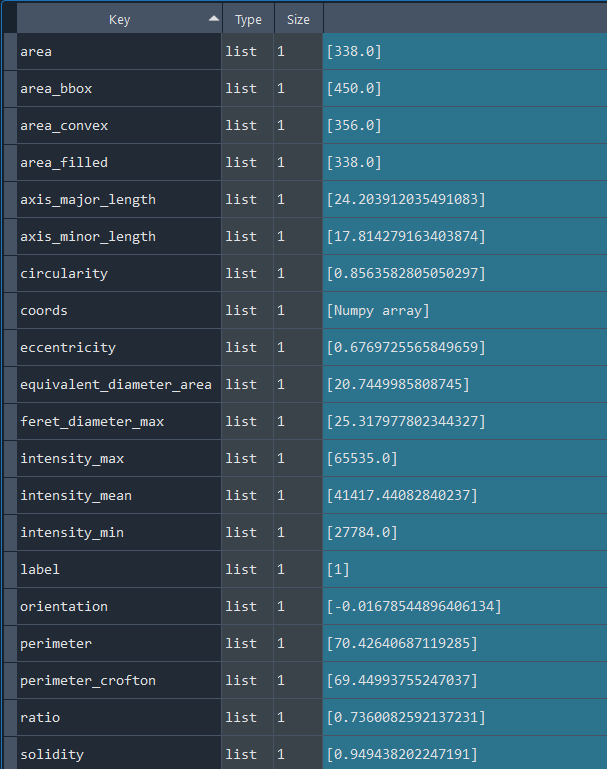 Key Type Size
area list 1 [338.0]
area_bbox list 1 [450.0]
area_convex list 1 [356.0]
area_filled list 1 [338.0]
axis_major_length list 1 [24.203912035491083]
axis_minor_length list 1 [17.814279163403874]
circularity list 1 [0.8563582805050297]
coords list 1 [Numpy array]
eccentricity list 1 [0.6769725566849659]
equivalent_diameter_area list 1 [20.7449985808745]
feret_diameter_max list 1 [25.317977802344327]
intensity_max list 1 [65535.0]
intensity_mean list 1 [41417.44082840237]
intensity_min list 1 [27784.0]
label list 1 [1]
orientation list 1 [-0.01678544896406134]
perimeter list 1 [70.42640687119285]
perimeter_crofton list 1 [69.44993755247037]
ratio list 1 [0.7360082592137231]
solidity list 1 [0.949438202247191]